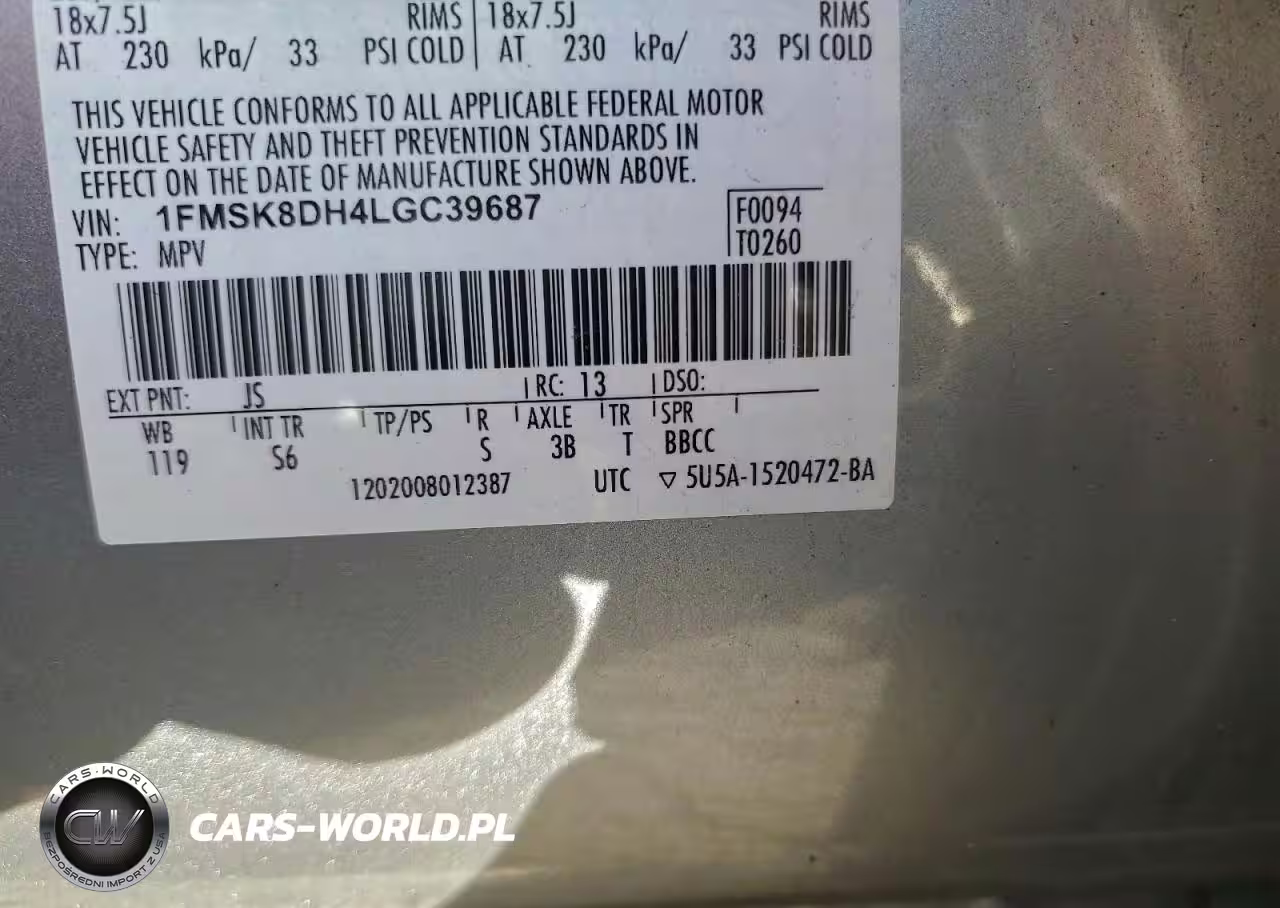 18x7.5J RIMS | 18x7.5J RIMS
AT 230 kPa/ 33 PSI COLD | AT 230 kPa/ 33 PSI COLD
THIS VEHICLE CONFORMS TO ALL APPLICABLE FEDERAL MOTOR
VEHICLE SAFETY AND THEFT PREVENTION STANDARDS IN
EFFECT ON THE DATE OF MANUFACTURE SHOWN ABOVE.
VIN: 1FMSK8DH4LGC39687
F0094
TYPE: MPV
T0260
EXT PNT: JS | RC: 13 | DSO:
WB | INT TR | TP/PS | R | AXLE | TR | SPR |
119 S6 S 3B T BBCC
1202008012387 UTC ▽ 5U5A-1520472-BA
CARS-WORLD
CW
BEZPOŚREDNI IMPORT Z USA
CARS-WORLD.PL